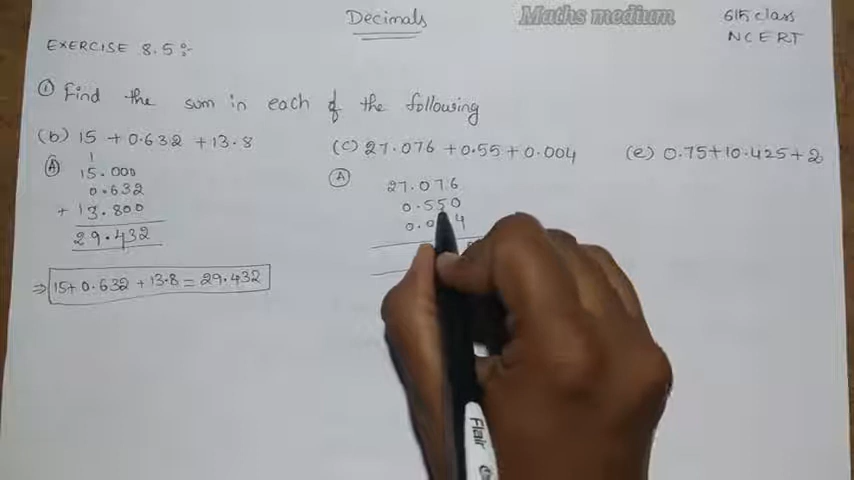 Decimals
Maths medium
6th class
NCERT
EXERCISE 8.5:-
① Find the sum in each of the following
(b) 15 + 0.632 + 13.8
(A)
1
15.000
0.632
+ 13.800
29.432
⇒ 15+ 0.632 + 13.8 = 29.432
(c) 27.076 + 0.55 + 0.004
(A)
27.076
0.550
(e) 0.75+10.425+2
Flair